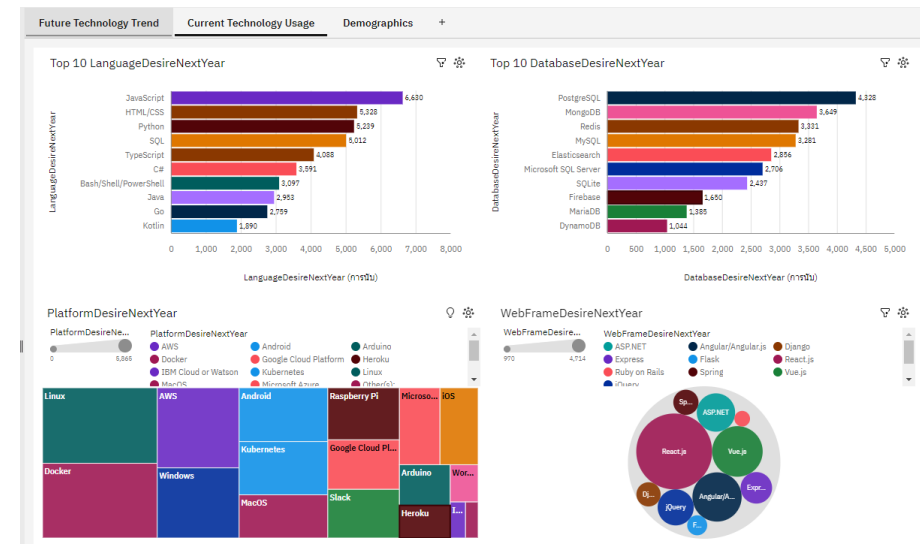 Future Technology Trend
Current Technology Usage
Demographics
+
Top 10 LanguageDesireNextYear
LanguageDesireNextYear
JavaScript 6,630
HTML/CSS 5,328
Python 5,239
SQL 5,012
TypeScript 4,088
C# 3,591
Bash/Shell/PowerShell 3,097
Java 2,953
Go 2,759
Kotlin 1,890
0 1,000 2,000 3,000 4,000 5,000 6,000 7,000 8,000
LanguageDesireNextYear (การนับ)
Top 10 DatabaseDesireNextYear
DatabaseDesireNextYear
PostgreSQL 4,328
MongoDB 3,649
Redis 3,331
MySQL 3,281
Elasticsearch 2,856
Microsoft SQL Server 2,706
SQLite 2,437
Firebase 1,650
MariaDB 1,385
DynamoDB 1,044
0 500 1,000 1,500 2,000 2,500 3,000 3,500 4,000 4,500 5,000
DatabaseDesireNextYear (การนับ)
PlatformDesireNextYear
PlatformDesireNe...
0 6,865
PlatformDesireNextYear
AWS Android Arduino
Docker Google Cloud Platform Heroku
IBM Cloud or Watson Kubernetes Linux
MacOS Microsoft Azure Other(s):
Linux
AWS
Android
Raspberry Pi
Microso...
iOS
Kubernetes
Google Cloud Pl...
Docker
Windows
Arduino
Wor...
MacOS
Slack
Heroku
I...
WebFrameDesireNextYear
WebFrameDesire...
970 4,714
WebFrameDesireNextYear
ASP.NET Angular/Angular.js Django
Express Flask React.js
Ruby on Rails Spring Vue.js
jQuery
Sp...
ASP.NET
React.js
Vue.js
Dj...
jQuery
Angular/A...
Expr...
F...